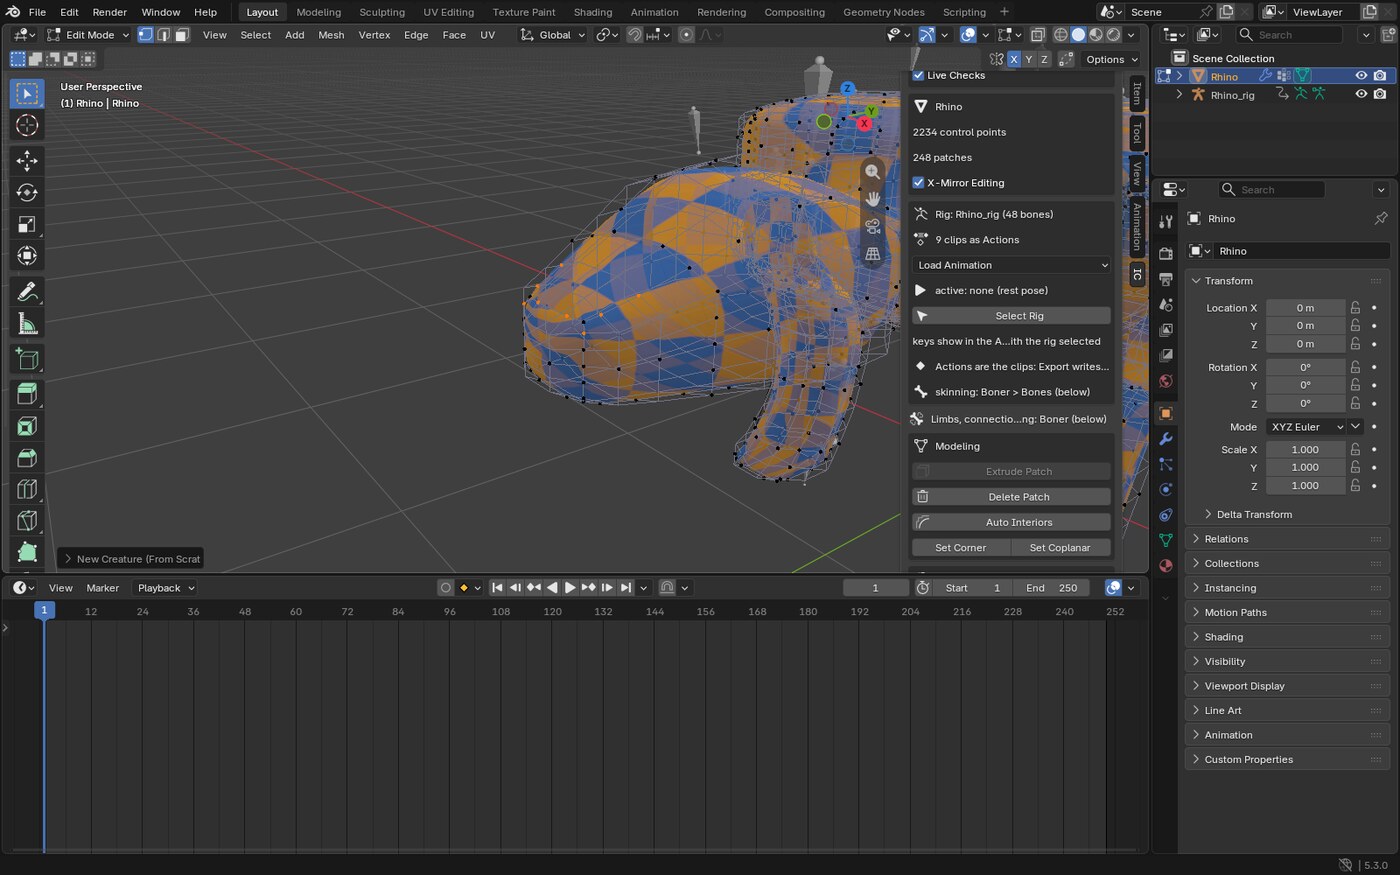 File Edit Render Window Help Layout Modeling Sculpting UV Editing Texture Paint Shading Animation Rendering Compositing Geometry Nodes Scripting Scene ViewLayer
Edit Mode View Select Add Mesh Vertex Edge Face UV Global Search
X Y Z Options
User Perspective
(1) Rhino | Rhino
Z
Y
X
Live Checks
Rhino
2234 control points
248 patches
X-Mirror Editing
Rig: Rhino_rig (48 bones)
9 clips as Actions
Load Animation
active: none (rest pose)
Select Rig
keys show in the A...ith the rig selected
Actions are the clips: Export writes...
skinning: Boner > Bones (below)
Limbs, connectio...ng: Boner (below)
Modeling
Extrude Patch
Delete Patch
Auto Interiors
Set Corner Set Coplanar
Item
Tool
View
Animation
IC
New Creature (From Scrat
Scene Collection
Rhino
Rhino_rig
Search
Rhino
Rhino
Transform
Location X 0 m
Y 0 m
Z 0 m
Rotation X 0°
Y 0°
Z 0°
Mode XYZ Euler
Scale X 1.000
Y 1.000
Z 1.000
Delta Transform
Relations
Collections
Instancing
Motion Paths
Shading
Visibility
Viewport Display
Line Art
Animation
Custom Properties
View Marker Playback 1 Start 1 End 250
1 12 24 36 48 60 72 84 96 108 120 132 144 156 168 180 192 204 216 228 240 252
5.3.0